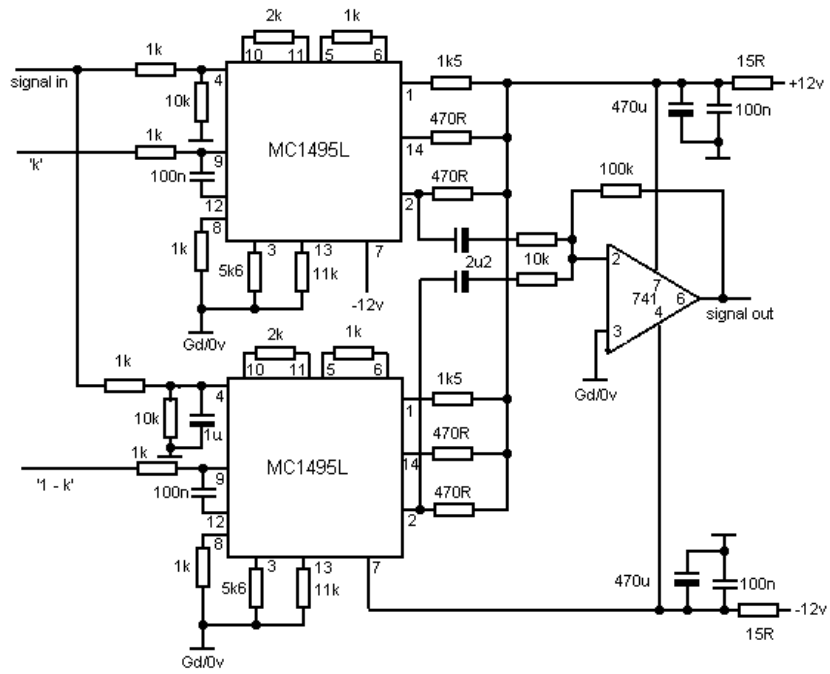 2k
1k
1k
10
11
5
6
signal in
4
10k
1
1k5
15R
+12v
470u
100n
1k
'k'
9
100n
MC1495L
470R
14
470R
2
100k
12
8
1k
3
13
7
5k6
11k
-12v
2u2
10k
2
7
741
6
4
3
signal out
Gd/0v
Gd/0v
2k
1k
10
11
5
6
1k
4
10k
1u
1k5
1
1k
'1 - k'
9
100n
MC1495L
470R
14
470R
2
12
8
1k
3
13
7
5k6
11k
470u
100n
-12v
15R
Gd/0v